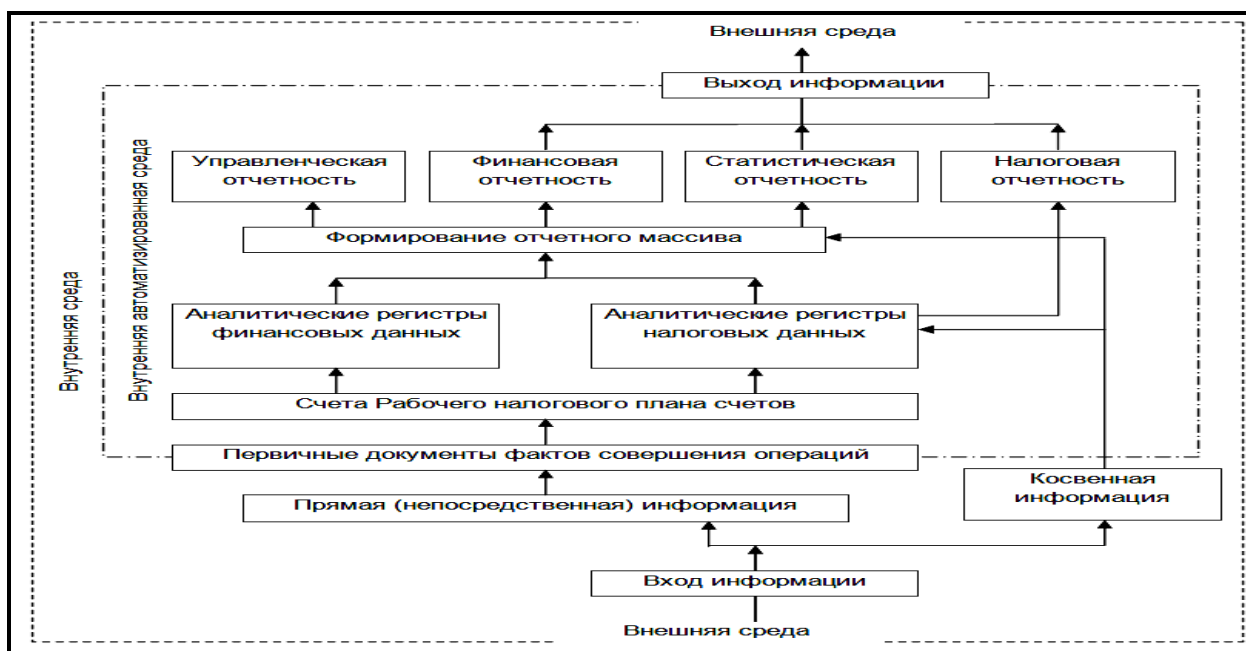 Внешняя среда
Выход информации
Управленческая
отчетность
Финансовая
отчетность
Статистическая
отчетность
Налоговая
отчетность
Формирование отчетного массива
Аналитические регистры
финансовых данных
Аналитические регистры
налоговых данных
Счета Рабочего налогового плана счетов
Первичные документы фактов совершения операций
Прямая (непосредственная) информация
Косвенная
информация
Вход информации
Внешняя среда
Внутренняя среда
Внутренняя автоматизированная среда